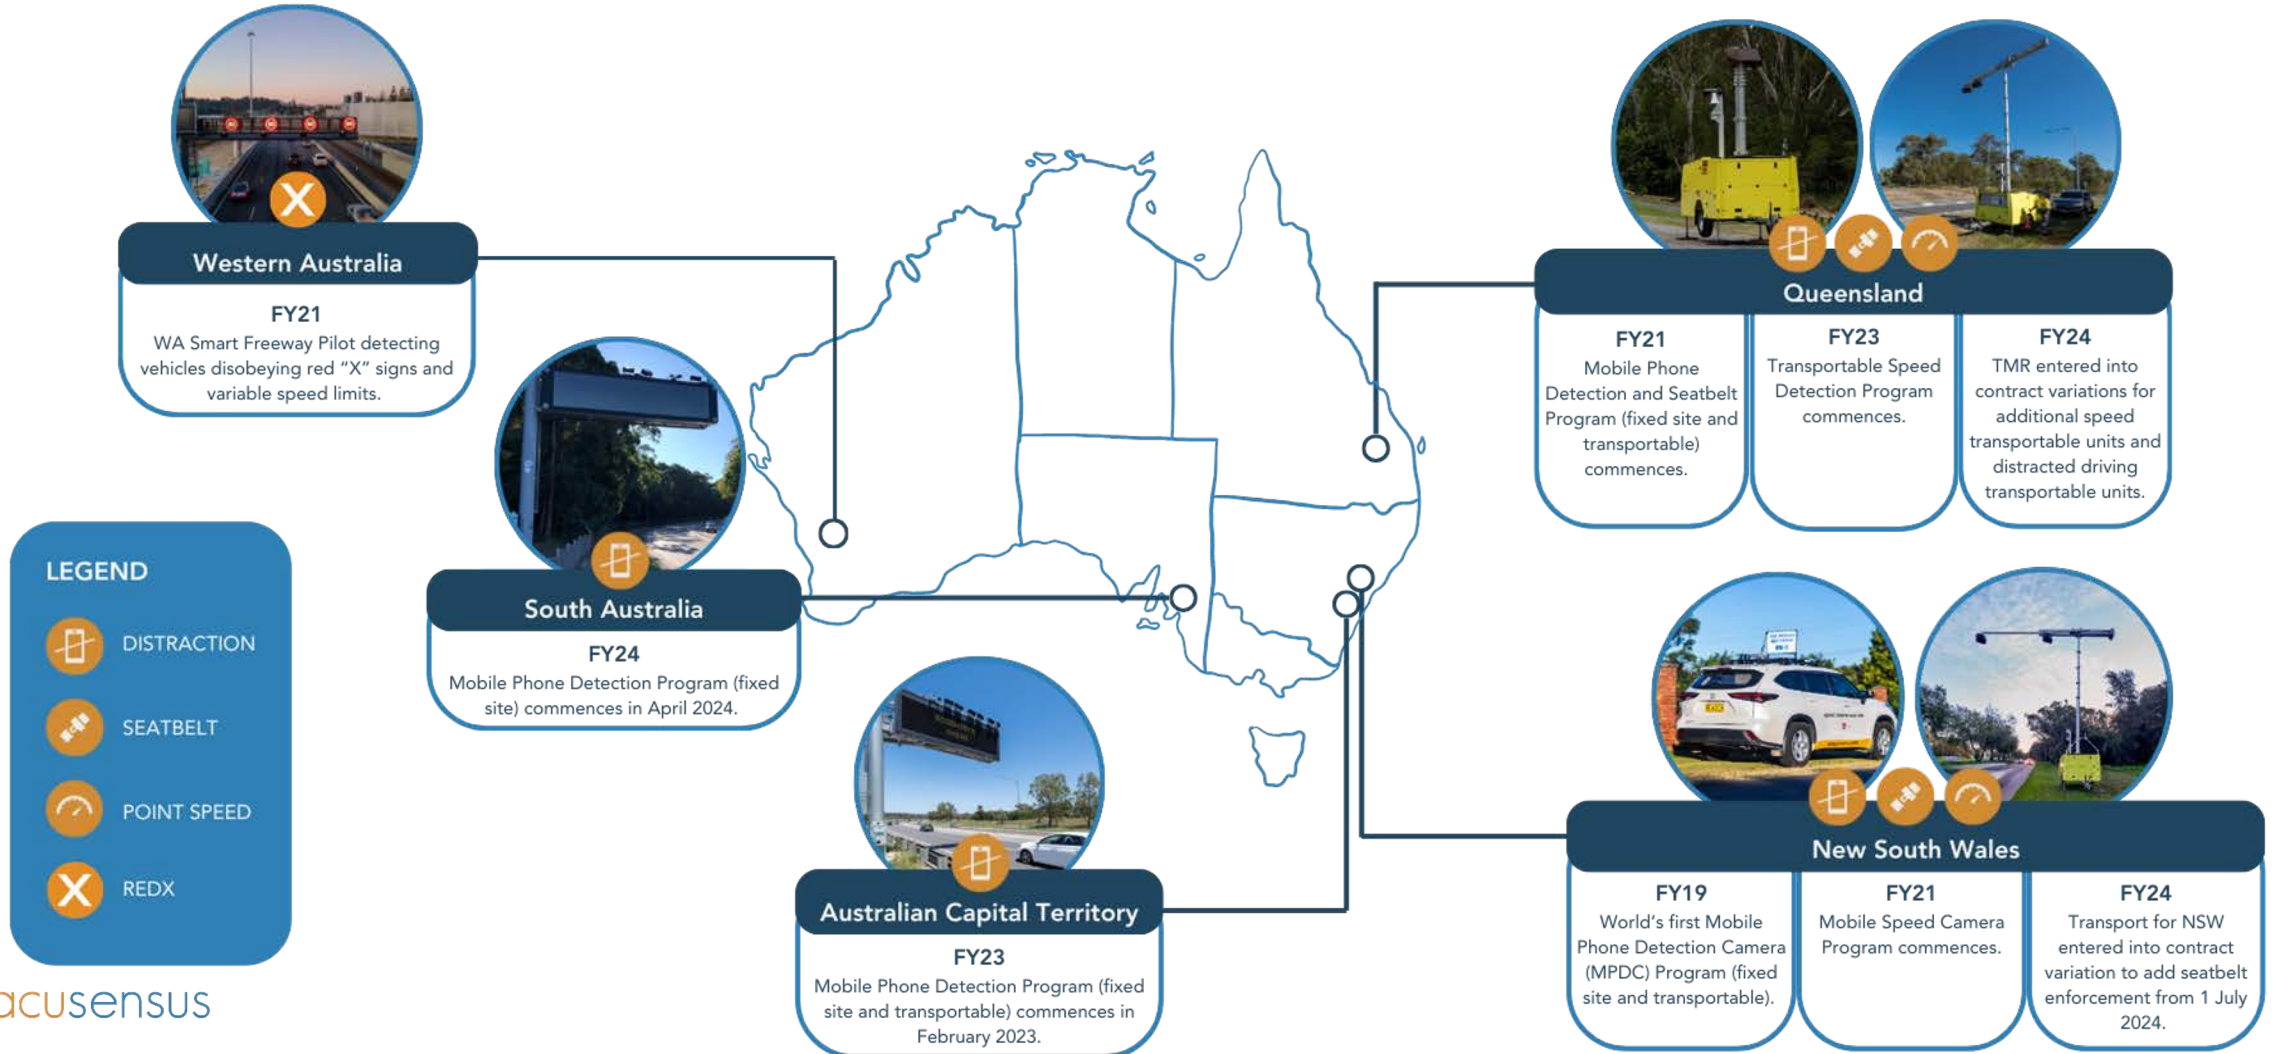 Western Australia
FY21
WA Smart Freeway Pilot detecting
vehicles disobeying red “X” signs and
variable speed limits.
South Australia
FY24
Mobile Phone Detection Program (fixed
site) commences in April 2024.
Australian Capital Territory
FY23
Mobile Phone Detection Program (fixed
site and transportable) commences in
February 2023.
Queensland
FY21
Mobile Phone
Detection and Seatbelt
Program (fixed site and
transportable)
commences.
FY23
Transportable Speed
Detection Program
commences.
FY24
TMR entered into
contract variations for
additional speed
transportable units and
distracted driving
transportable units.
New South Wales
FY19
World’s first Mobile
Phone Detection Camera
(MPDC) Program (fixed
site and transportable).
FY21
Mobile Speed Camera
Program commences.
FY24
Transport for NSW
entered into contract
variation to add seatbelt
enforcement from 1 July
2024.
LEGEND
DISTRACTION
SEATBELT
POINT SPEED
X REDX
acusensus